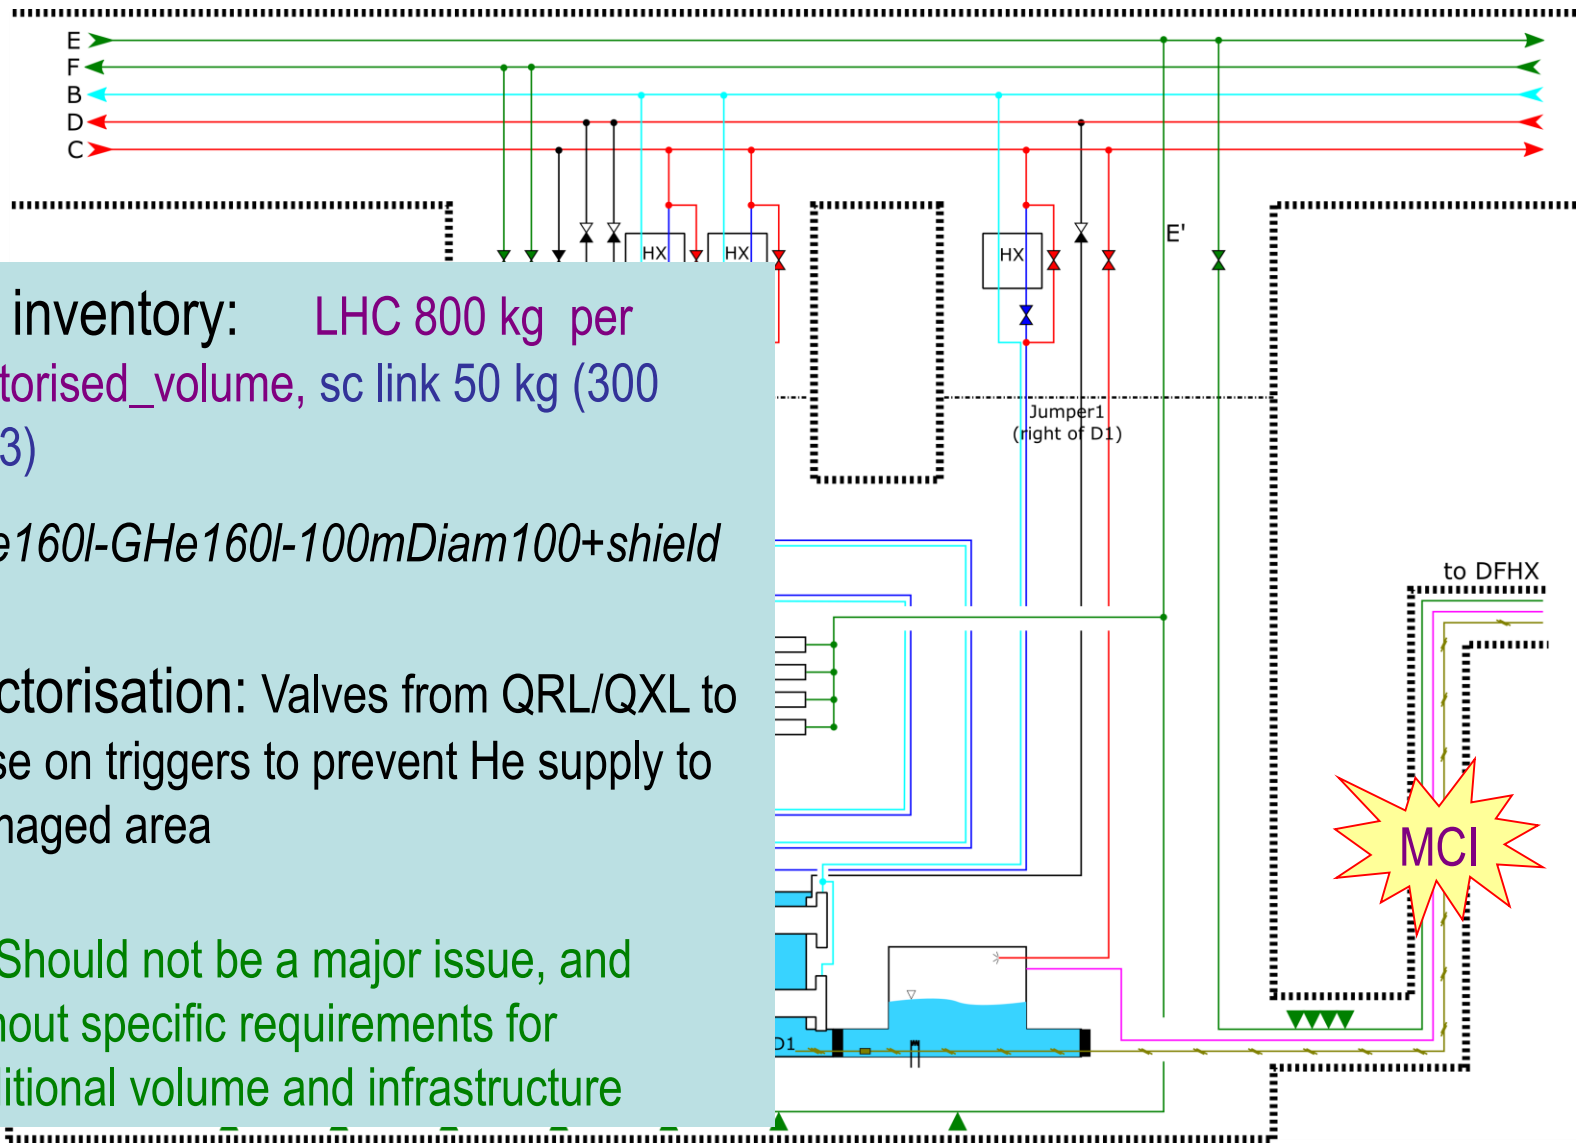 E
F
B
D
C
E'
HX
HX
HX
inventory: LHC 800 kg per
torised_volume, sc link 50 kg (300
3)
e160l-GHe160l-100mDiam100+shield
ctorisation: Valves from QRL/QXL to
se on triggers to prevent He supply to
maged area
Should not be a major issue, and
hout specific requirements for
ditional volume and infrastructure
Jumper1
(right of D1)
to DFHX
MCI
D1